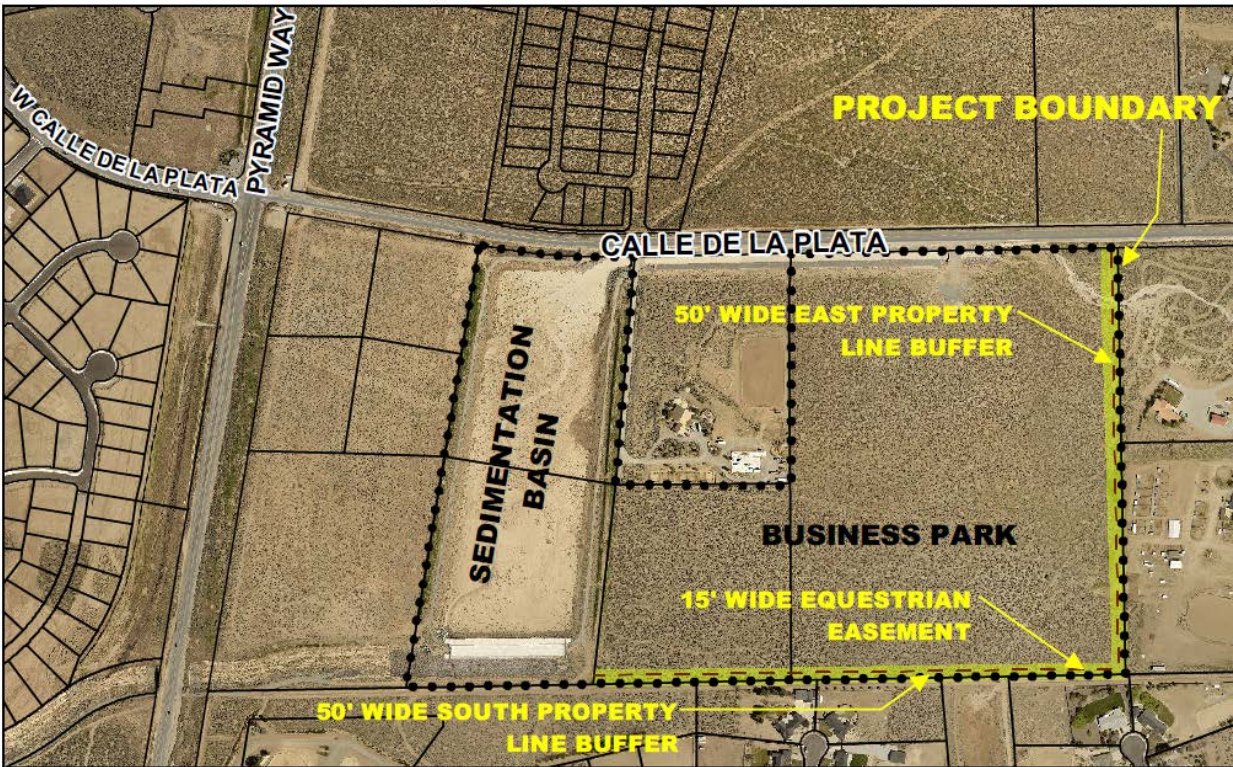 W CALLE DE LA PLATA
PYRAMID WAY
PROJECT BOUNDARY
CALLE DE LA PLATA
50' WIDE EAST PROPERTY
LINE BUFFER
SEDIMENTATION
BASIN
BUSINESS PARK
15' WIDE EQUESTRIAN
EASEMENT
50' WIDE SOUTH PROPERTY
LINE BUFFER